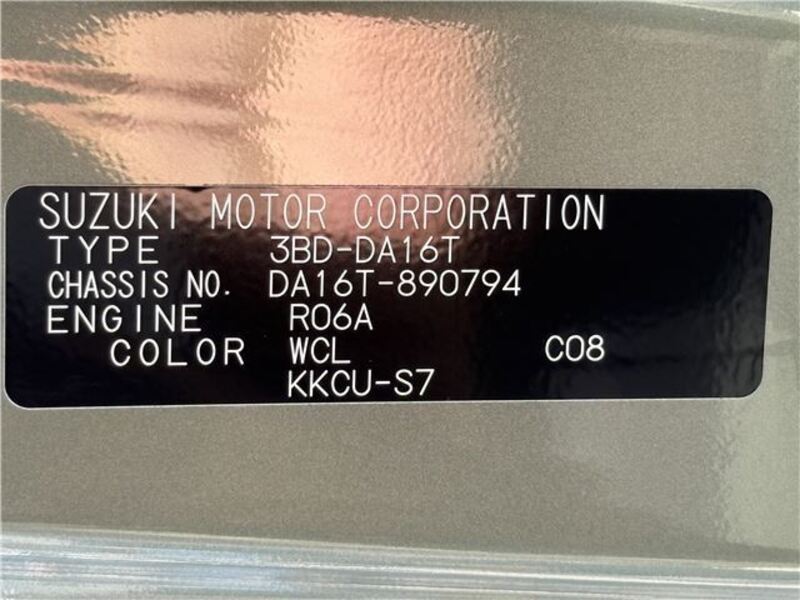 SUZUKI MOTOR CORPORATION
TYPE 3BD-DA16T
CHASSIS NO. DA16T-890794
ENGINE R06A
COLOR WCL C08
KKCU-S7